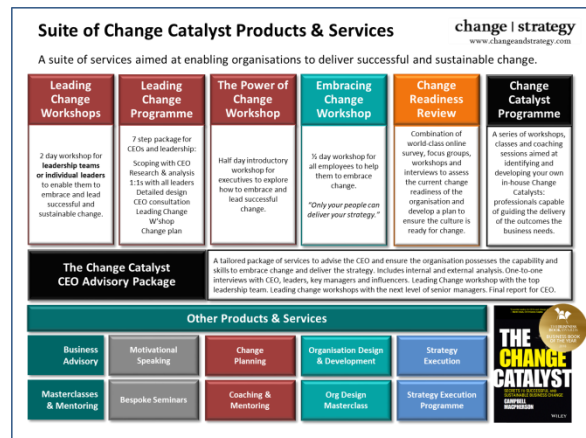 Suite of Change Catalyst Products & Services
change | strategy
www.changeandstrategy.com
A suite of services aimed at enabling organisations to deliver successful and sustainable change.
Leading
Change
Workshops
2 day workshop for
leadership teams
or individual leaders
to enable them to
embrace and lead
successful and
sustainable change.
Leading
Change
Programme
7 step package for
CEOs and leadership:
Scoping with CEO
Research & analysis
1:1s with all leaders
Detailed design
CEO consultation
Leading Change
W'shop
Change plan
The Power of
Change
Workshop
Half day introductory
workshop for
executives to explore
how to embrace and
lead successful
change.
Embracing
Change
Workshop
½ day workshop for
all employees to help
them to embrace
change.
"Only your people can
deliver your strategy."
Change
Readiness
Review
Combination of
world-class online
survey, focus groups,
workshops and
interviews to assess
the current change
readiness of the
organisation and
develop a plan to
ensure the culture
is ready for change.
Change
Catalyst
Programme
A series of workshops,
classes and
coaching sessions
aimed at
identifying and
developing your own
in-house Change
Catalysts:
professionals capable
of guiding the delivery
of the outcomes the
business needs.
The Change Catalyst
CEO Advisory Package
A tailored package of services to advise the CEO and ensure the organisation possesses the capability and
skills to embrace change and deliver the strategy. Includes internal and external analysis. One-to-one
interviews with CEO, leaders, key managers and influencers. Leading Change workshop with the top
leadership team. Leading change workshops with the next level of senior managers. Final report for CEO.
Other Products & Services
Business
Advisory
Motivational
Speaking
Change
Planning
Organisation Design
& Development
Strategy
Execution
Masterclasses
& Mentoring
Bespoke Seminars
Coaching &
Mentoring
Org Design
Masterclass
Strategy Execution
Programme
THE
CHANGE
CATALYST
SECRETS TO SUCCESSFUL AND
SUSTAINABLE BUSINESS CHANGE
CAMPBELL
MACPHERSON
WILEY